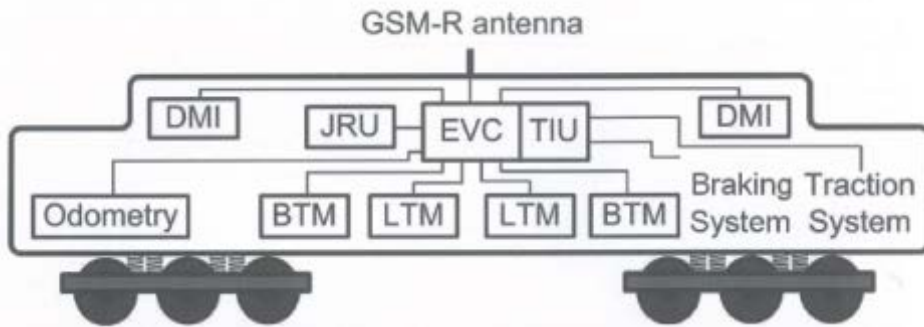 GSM-R antenna
DMI
JRU
EVC
TIU
DMI
Odometry
BTM
LTM
LTM
BTM
Braking
System
Traction
System